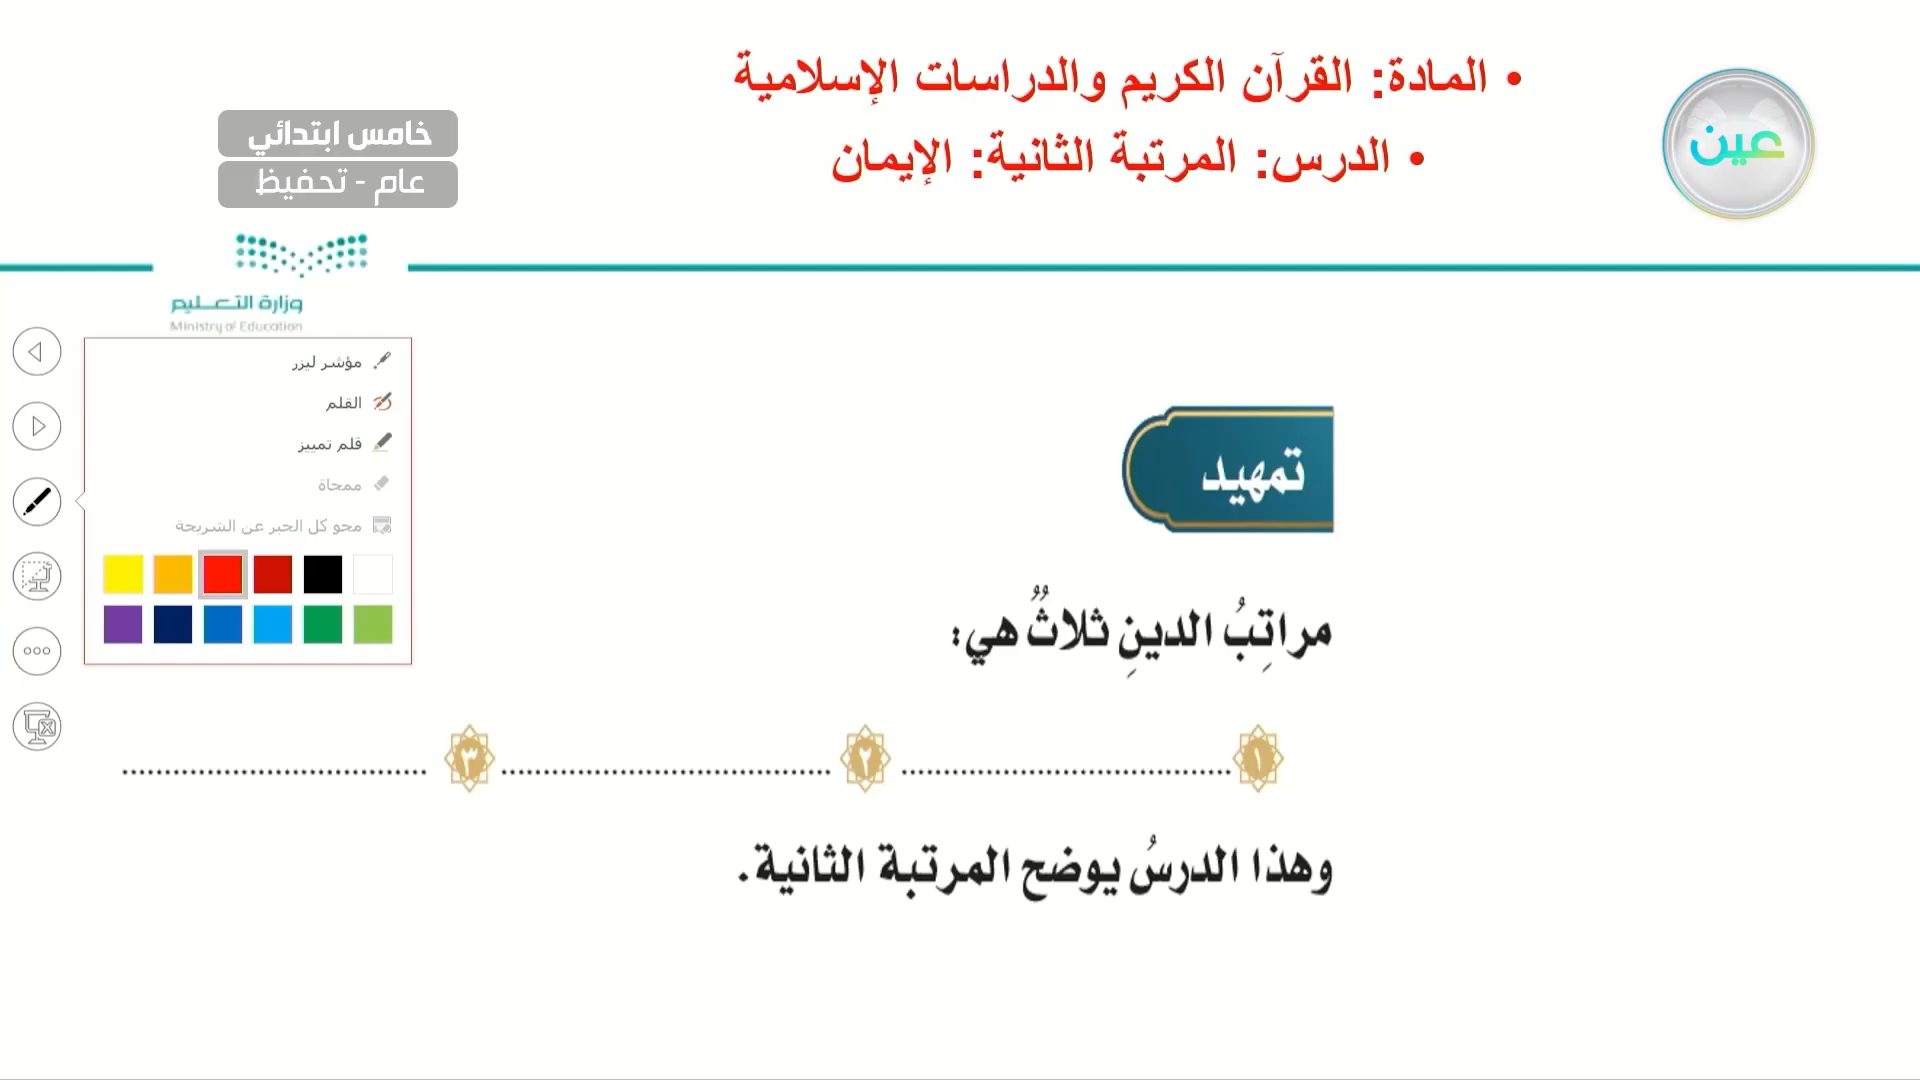 • المادة: القرآن الكريم والدراسات الإسلامية
• الدرس: المرتبة الثانية: الإيمان
عين
خامس ابتدائي
عام - تحفيظ
وزارة التعـــليم
Ministry of Education
مؤشر ليزر
القلم
قلم تمييز
ممحاة
محو كل الحبر عن الشريحة
تمهيد
مراتِبُ الدينِ ثلاثٌ هي:
١ .................................... ٢ .................................... ٣ ....................................
وهذا الدرسُ يوضح المرتبة الثانية.